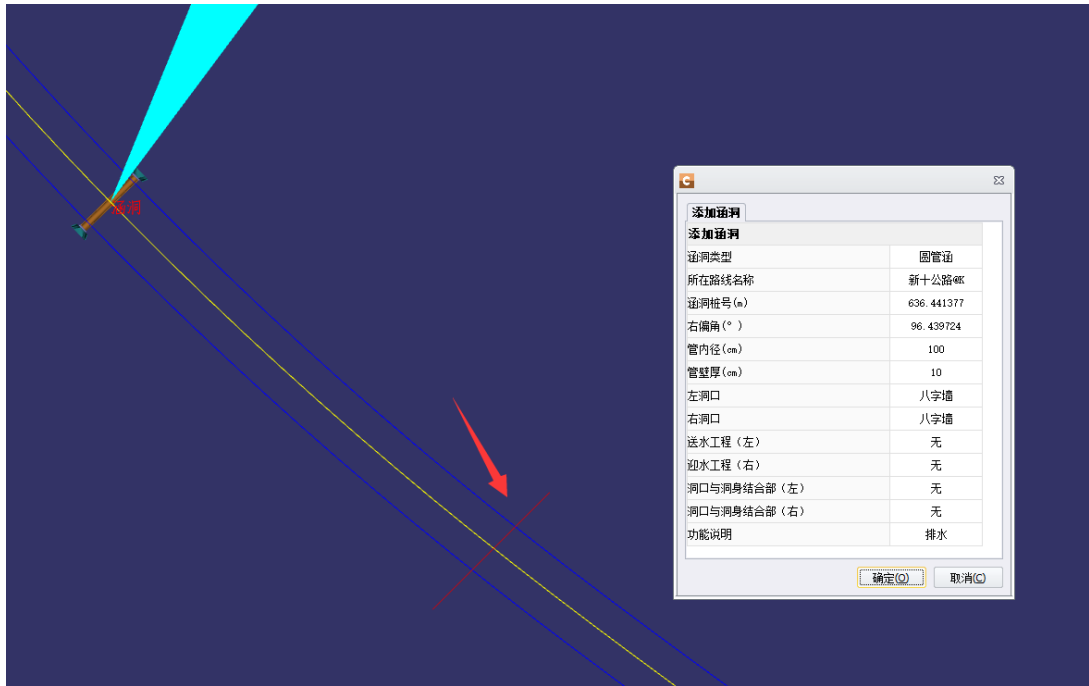 涵洞
C
添加涵洞
添加涵洞
涵洞类型 圆管涵
所在路线名称 新十公路@K
涵洞桩号(m) 636.441377
右偏角(°) 96.439724
管内径(cm) 100
管壁厚(cm) 10
左洞口 八字墙
右洞口 八字墙
送水工程（左） 无
迎水工程（右） 无
洞口与洞身结合部（左） 无
洞口与洞身结合部（右） 无
功能说明 排水
确定(O) 取消(C)